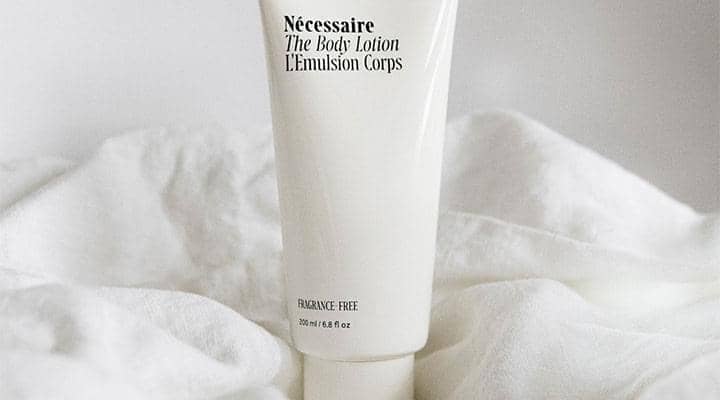 Nécessaire
The Body Lotion
L'Emulsion Corps
FRAGRANCE-FREE
200 ml / 6.8 fl oz